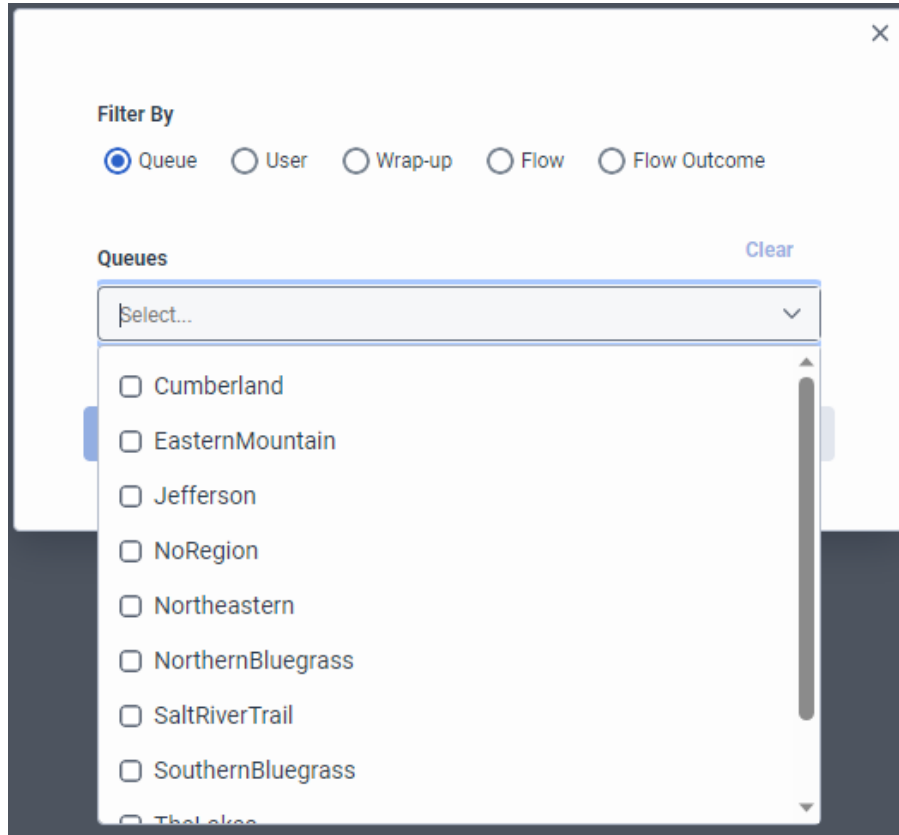 Filter By
Queue User Wrap-up Flow Flow Outcome
Clear
Queues
Select...
Cumberland
EasternMountain
Jefferson
NoRegion
Northeastern
NorthernBluegrass
SaltRiverTrail
SouthernBluegrass
TheLakes